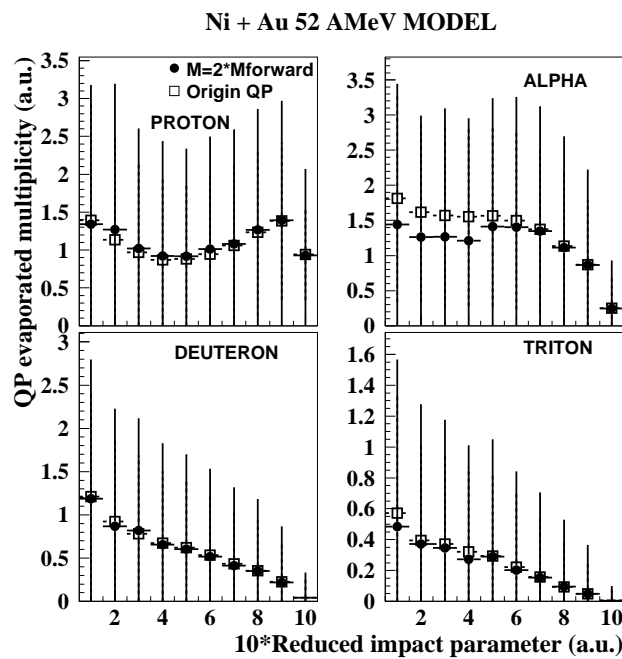 Ni + Au 52 AMeV MODEL
QP evaporated multiplicity (a.u.)
3.5
3
2.5
2
1.5
1
0.5
0
M=2*Mforward
Origin QP
PROTON
3.5
3
2.5
2
1.5
1
0.5
0
ALPHA
3
2.5
2
1.5
1
0.5
0
DEUTERON
2 4 6 8 10
1.6
1.4
1.2
1
0.8
0.6
0.4
0.2
0
TRITON
2 4 6 8 10
10*Reduced impact parameter (a.u.)